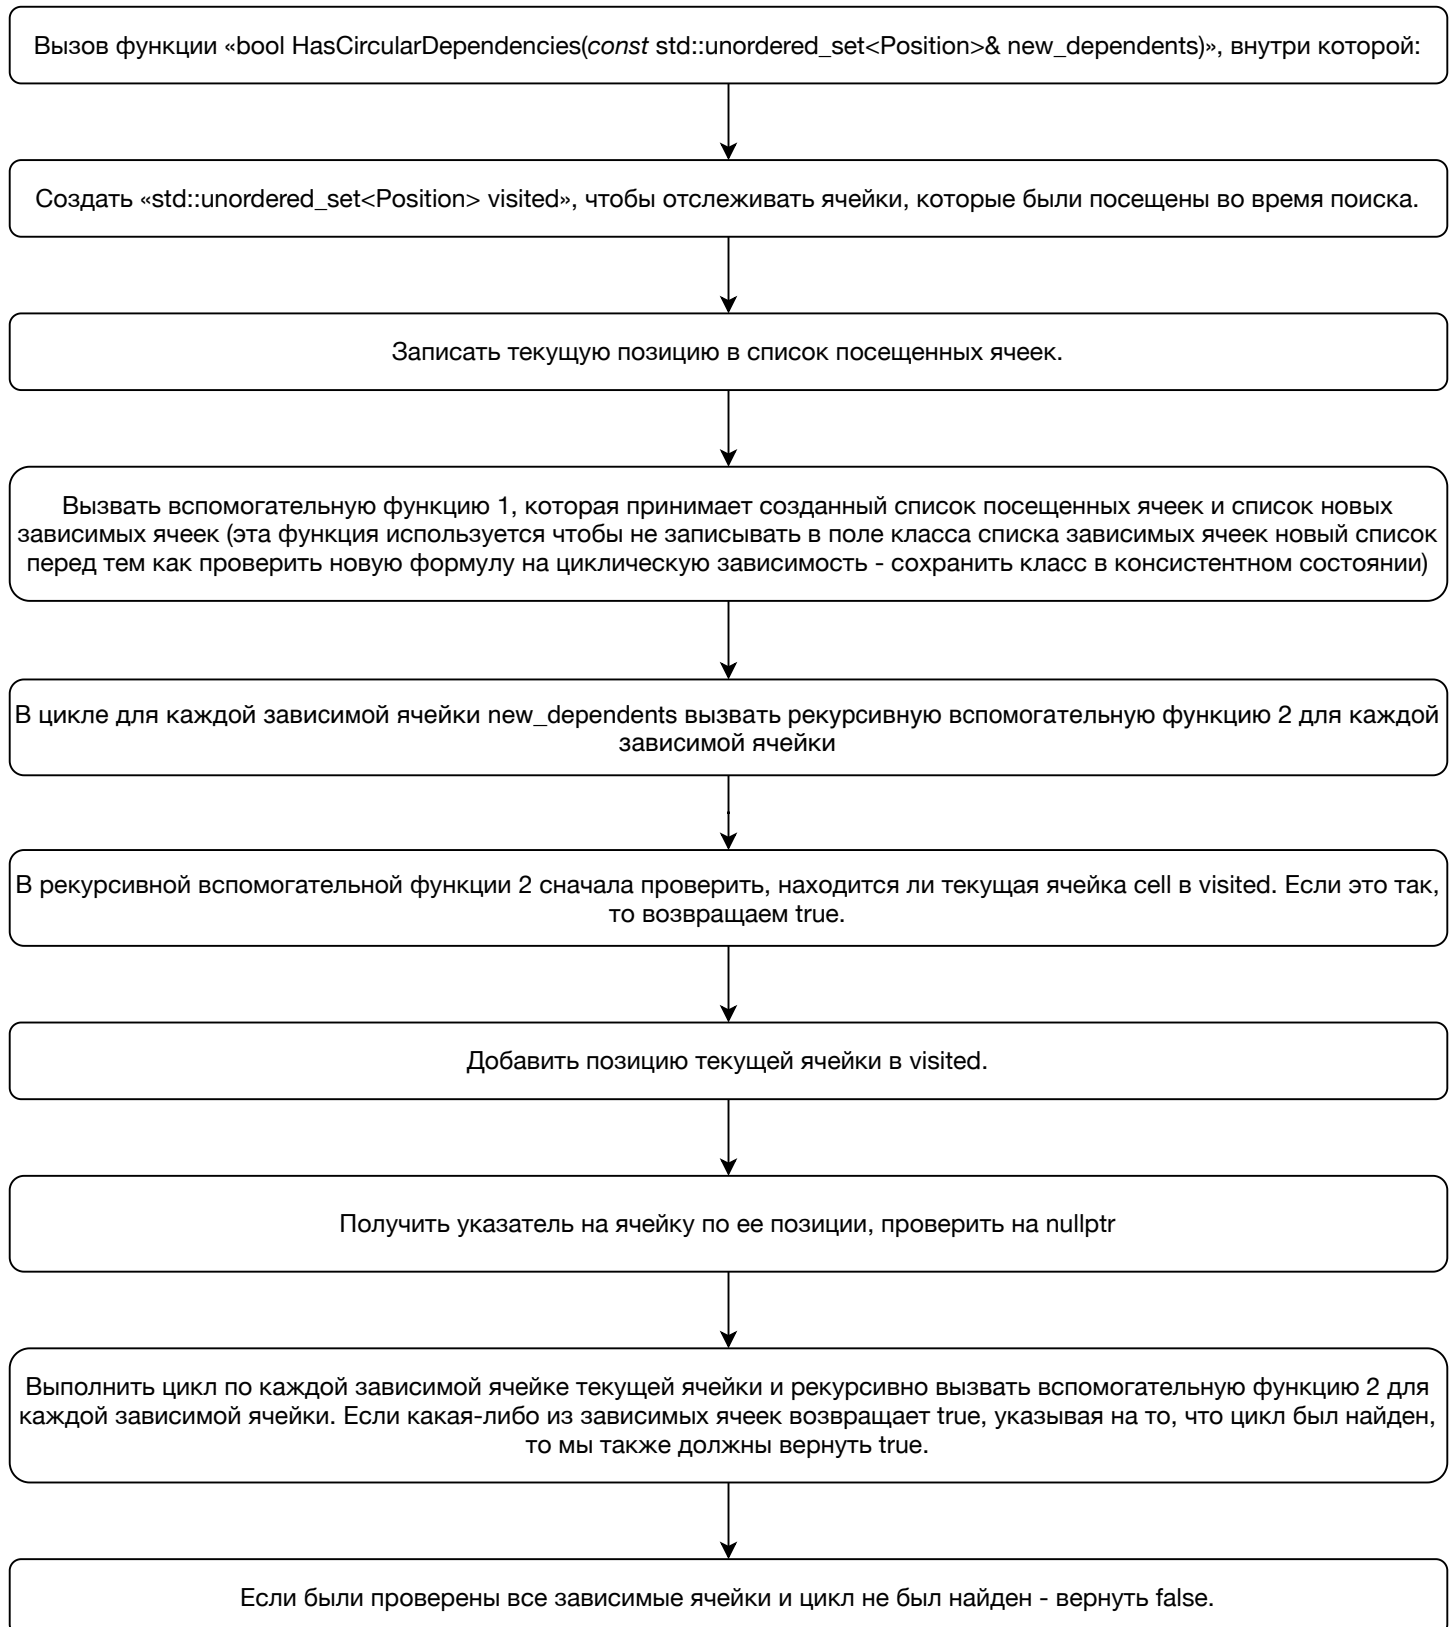 Вызов функции «bool HasCircularDependencies(const std::unordered_set<Position>& new_dependents)», внутри которой:
Создать «std::unordered_set<Position> visited», чтобы отслеживать ячейки, которые были посещены во время поиска.
Записать текущую позицию в список посещенных ячеек.
Вызвать вспомогательную функцию 1, которая принимает созданный список посещенных ячеек и список новых
зависимых ячеек (эта функция используется чтобы не записывать в поле класса списка зависимых ячеек новый список
перед тем как проверить новую формулу на циклическую зависимость - сохранить класс в консистентном состоянии)
В цикле для каждой зависимой ячейки new_dependents вызвать рекурсивную вспомогательную функцию 2 для каждой
зависимой ячейки
В рекурсивной вспомогательной функции 2 сначала проверить, находится ли текущая ячейка cell в visited. Если это так,
то возвращаем true.
Добавить позицию текущей ячейки в visited.
Получить указатель на ячейку по ее позиции, проверить на nullptr
Выполнить цикл по каждой зависимой ячейке текущей ячейки и рекурсивно вызвать вспомогательную функцию 2 для
каждой зависимой ячейки. Если какая-либо из зависимых ячеек возвращает true, указывая на то, что цикл был найден,
то мы также должны вернуть true.
Если были проверены все зависимые ячейки и цикл не был найден - вернуть false.